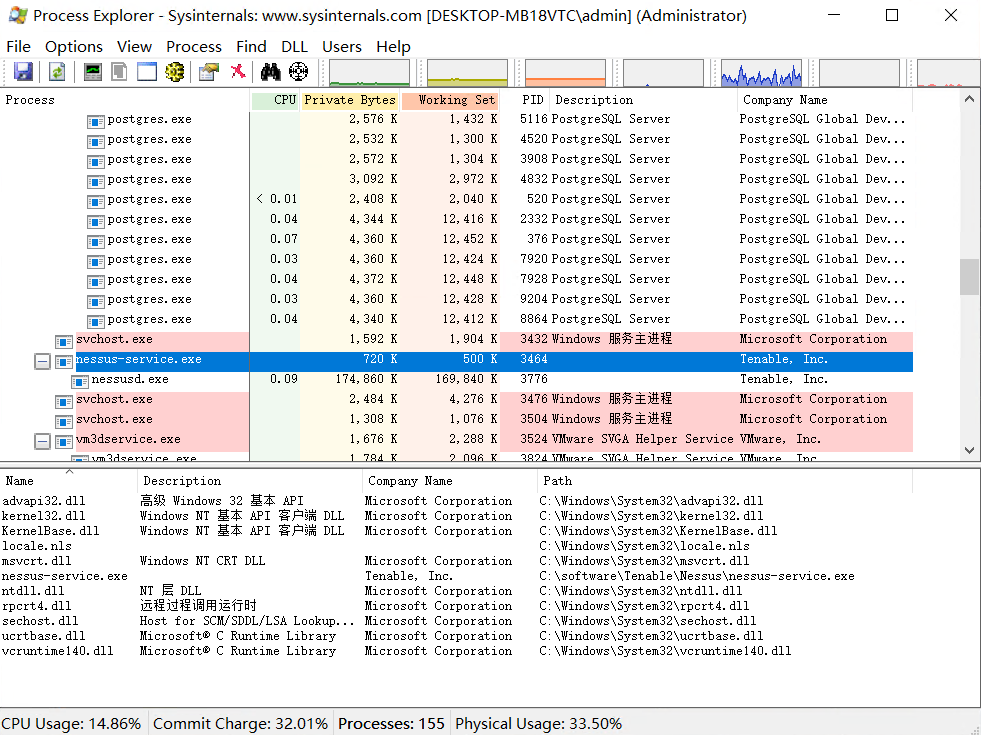 Process Explorer - Sysinternals: www.sysinternals.com [DESKTOP-MB18VTC\admin] (Administrator)
File Options View Process Find DLL Users Help
Process CPU Private Bytes Working Set PID Description Company Name
postgres.exe 2,576 K 1,432 K 5116 PostgreSQL Server PostgreSQL Global Dev...
postgres.exe 2,532 K 1,300 K 4520 PostgreSQL Server PostgreSQL Global Dev...
postgres.exe 2,572 K 1,304 K 3908 PostgreSQL Server PostgreSQL Global Dev...
postgres.exe 3,092 K 2,972 K 4832 PostgreSQL Server PostgreSQL Global Dev...
postgres.exe < 0.01 2,408 K 2,040 K 520 PostgreSQL Server PostgreSQL Global Dev...
postgres.exe 0.04 4,344 K 12,416 K 2332 PostgreSQL Server PostgreSQL Global Dev...
postgres.exe 0.07 4,360 K 12,452 K 376 PostgreSQL Server PostgreSQL Global Dev...
postgres.exe 0.03 4,360 K 12,424 K 7920 PostgreSQL Server PostgreSQL Global Dev...
postgres.exe 0.04 4,372 K 12,448 K 7928 PostgreSQL Server PostgreSQL Global Dev...
postgres.exe 0.03 4,360 K 12,428 K 9204 PostgreSQL Server PostgreSQL Global Dev...
postgres.exe 0.04 4,340 K 12,412 K 8864 PostgreSQL Server PostgreSQL Global Dev...
svchost.exe 1,592 K 1,904 K 3432 Windows 服务主进程 Microsoft Corporation
nessus-service.exe 720 K 500 K 3464 Tenable, Inc.
nessusd.exe 0.09 174,860 K 169,840 K 3776 Tenable, Inc.
svchost.exe 2,484 K 4,276 K 3476 Windows 服务主进程 Microsoft Corporation
svchost.exe 1,308 K 1,076 K 3504 Windows 服务主进程 Microsoft Corporation
vm3dservice.exe 1,676 K 2,288 K 3524 VMware SVGA Helper Service VMware, Inc.
vm3dservice.exe 1,784 K 2,096 K 3824 VMware SVGA Helper Service VMware, Inc.
Name Description Company Name Path
advapi32.dll 高级 Windows 32 基本 API Microsoft Corporation C:\Windows\System32\advapi32.dll
kernel32.dll Windows NT 基本 API 客户端 DLL Microsoft Corporation C:\Windows\System32\kernel32.dll
KernelBase.dll Windows NT 基本 API 客户端 DLL Microsoft Corporation C:\Windows\System32\KernelBase.dll
locale.nls C:\Windows\System32\locale.nls
msvcrt.dll Windows NT CRT DLL Microsoft Corporation C:\Windows\System32\msvcrt.dll
nessus-service.exe Tenable, Inc. C:\software\Tenable\Nessus\nessus-service.exe
ntdll.dll NT 层 DLL Microsoft Corporation C:\Windows\System32\ntdll.dll
rpcrt4.dll 远程过程调用运行时 Microsoft Corporation C:\Windows\System32\rpcrt4.dll
sechost.dll Host for SCM/SDDL/LSA Lookup... Microsoft Corporation C:\Windows\System32\sechost.dll
ucrtbase.dll Microsoft® C Runtime Library Microsoft Corporation C:\Windows\System32\ucrtbase.dll
vcruntime140.dll Microsoft® C Runtime Library Microsoft Corporation C:\Windows\System32\vcruntime140.dll
CPU Usage: 14.86% Commit Charge: 32.01% Processes: 155 Physical Usage: 33.50%